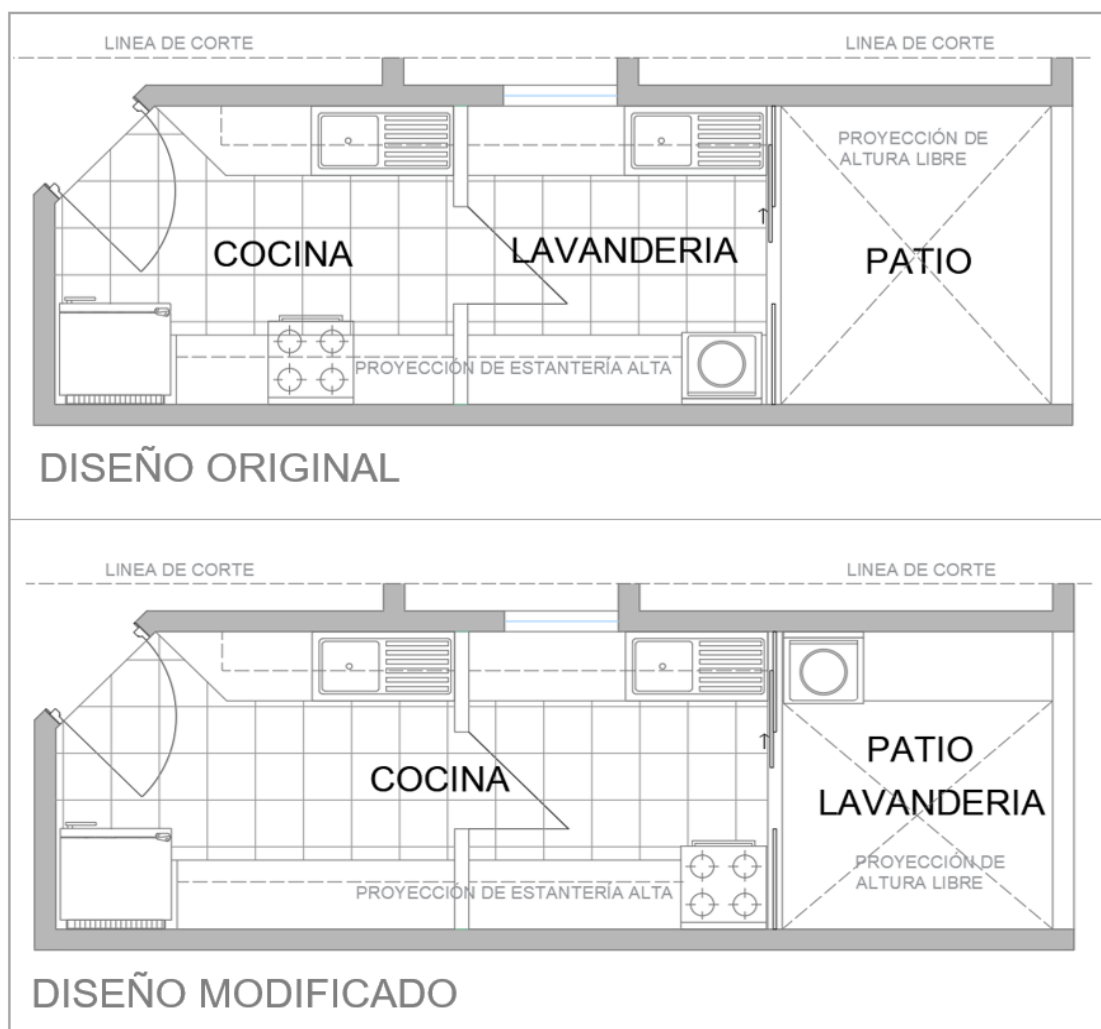 LINEA DE CORTE
LINEA DE CORTE
PROYECCIÓN DE
ALTURA LIBRE
COCINA
LAVANDERIA
PATIO
PROYECCIÓN DE ESTANTERÍA ALTA
DISEÑO ORIGINAL
LINEA DE CORTE
LINEA DE CORTE
PATIO
COCINA
LAVANDERIA
PROYECCIÓN DE
ALTURA LIBRE
PROYECCIÓN DE ESTANTERÍA ALTA
DISEÑO MODIFICADO